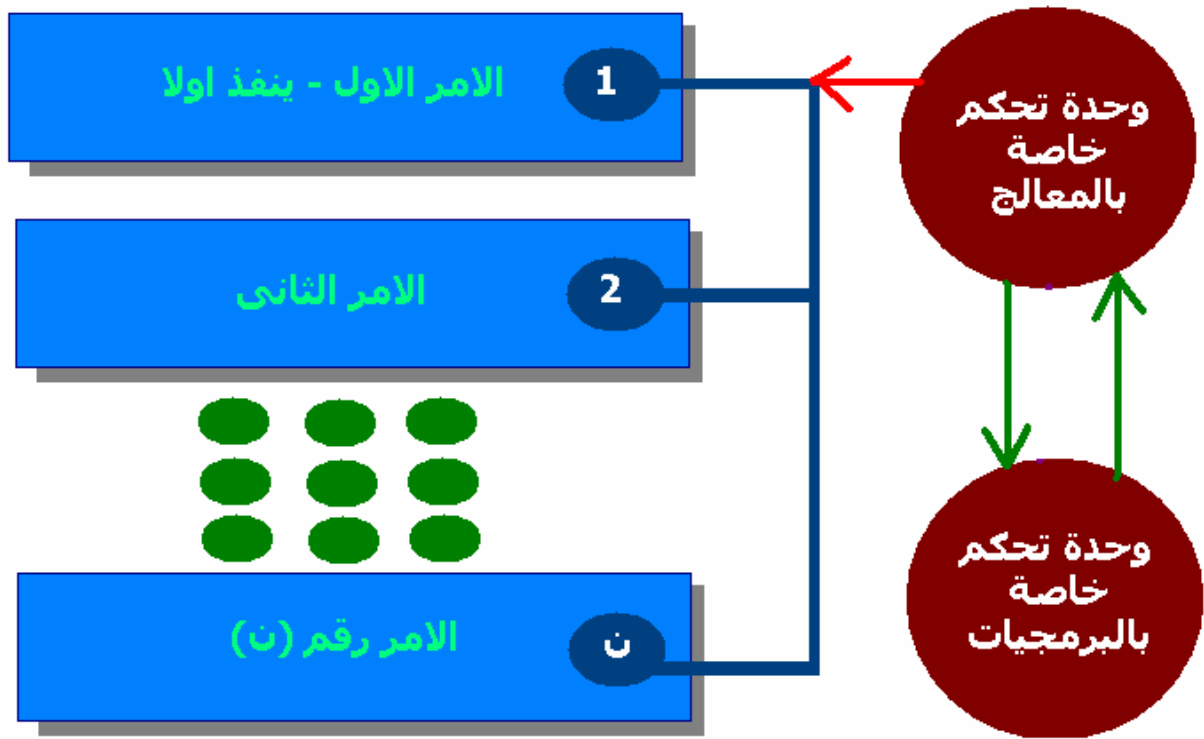 وحدة تحكم
خاصة
بالمعالج
1
الامر الاول - ينفذ اولا
2
الامر الثانى
وحدة تحكم
خاصة
بالبرمجيات
ن
الامر رقم (ن)